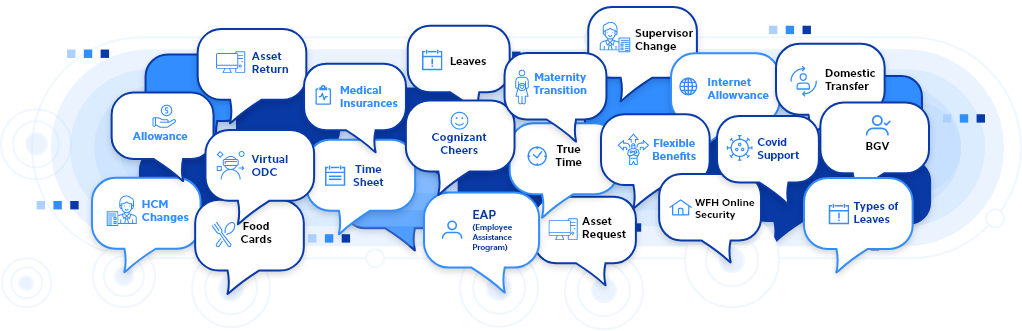 Supervisor
Change
Asset
Return
Leaves
Medical
Insurances
Maternity
Transition
Internet
Allowvance
Domestic
Transfer
Allowance
Cognizant
Cheers
Virtual
ODC
Time
Sheet
True
Time
Flexible
Benefits
Covid
Support
BGV
HCM
Changes
Food
Cards
EAP
(Employee
Assistance
Program)
Asset
Request
WFH Online
Security
Types of
Leaves